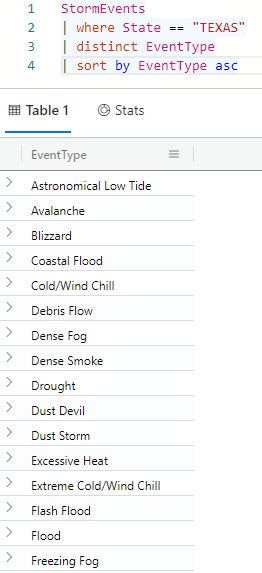 1 StormEvents
2 | where State == "TEXAS"
3 | distinct EventType
4 | sort by EventType asc
Table 1 Stats
EventType
Astronomical Low Tide
Avalanche
Blizzard
Coastal Flood
Cold/Wind Chill
Debris Flow
Dense Fog
Dense Smoke
Drought
Dust Devil
Dust Storm
Excessive Heat
Extreme Cold/Wind Chill
Flash Flood
Flood
Freezing Fog